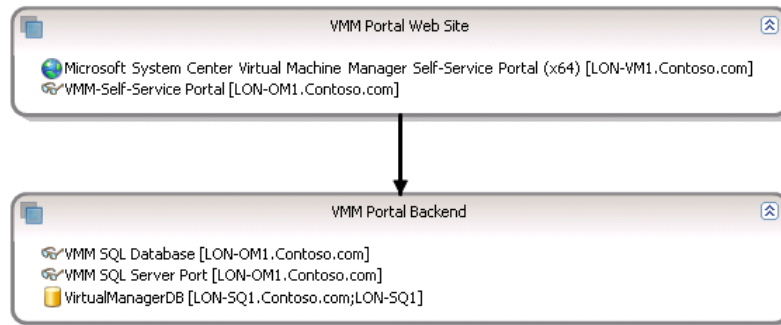 VMM Portal Web Site
Microsoft System Center Virtual Machine Manager Self-Service Portal (x64) [LON-VM1.Contoso.com]
VMM-Self-Service Portal [LON-OM1.Contoso.com]
VMM Portal Backend
VMM SQL Database [LON-OM1.Contoso.com]
VMM SQL Server Port [LON-OM1.Contoso.com]
VirtualManagerDB [LON-SQ1.Contoso.com;LON-SQ1]